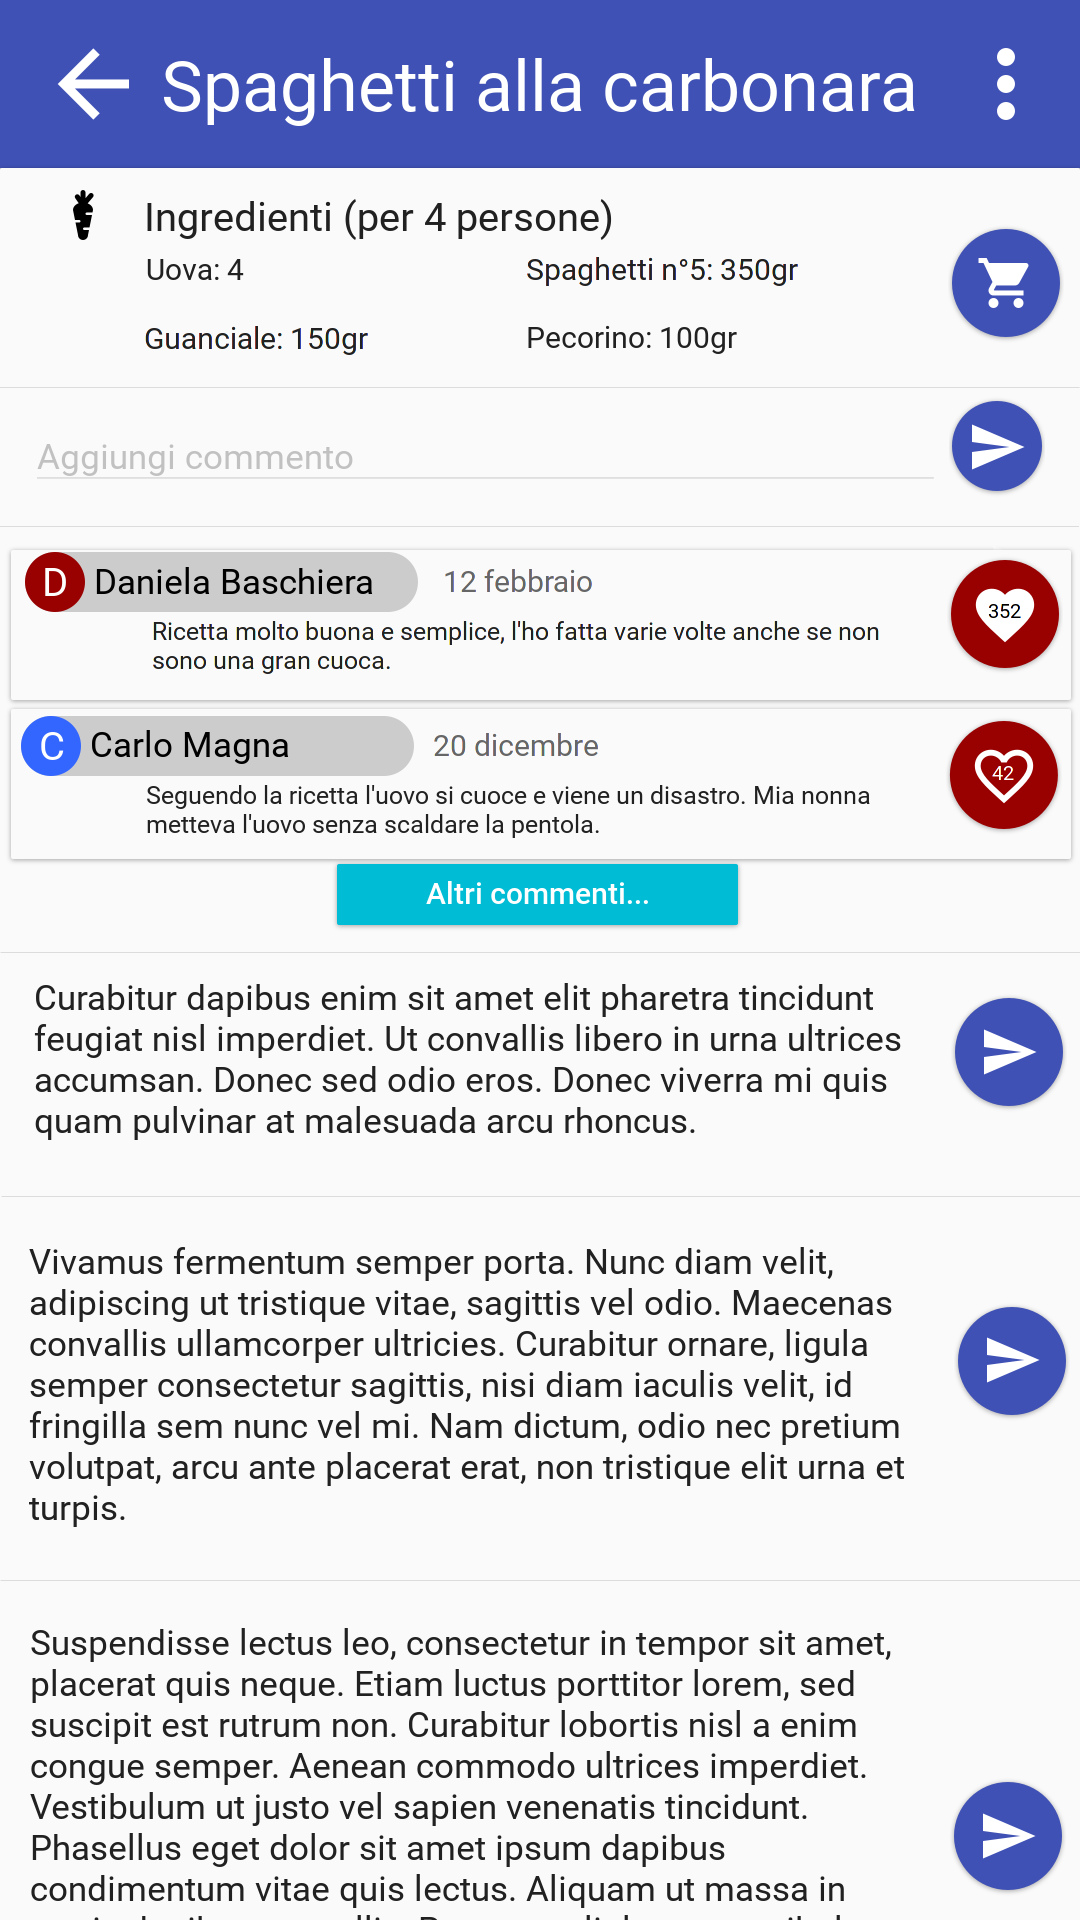 Spaghetti alla carbonara
Ingredienti (per 4 persone)
Uova: 4
Spaghetti n°5: 350gr
Guanciale: 150gr
Pecorino: 100gr
Aggiungi commento
D Daniela Baschiera
12 febbraio
Ricetta molto buona e semplice, l'ho fatta varie volte anche se non
sono una gran cuoca.
352
C Carlo Magna
20 dicembre
Seguendo la ricetta l'uovo si cuoce e viene un disastro. Mia nonna
metteva l'uovo senza scaldare la pentola.
42
Altri commenti...
Curabitur dapibus enim sit amet elit pharetra tincidunt
feugiat nisl imperdiet. Ut convallis libero in urna ultrices
accumsan. Donec sed odio eros. Donec viverra mi quis
quam pulvinar at malesuada arcu rhoncus.
Vivamus fermentum semper porta. Nunc diam velit,
adipiscing ut tristique vitae, sagittis vel odio. Maecenas
convallis ullamcorper ultricies. Curabitur ornare, ligula
semper consectetur sagittis, nisi diam iaculis velit, id
fringilla sem nunc vel mi. Nam dictum, odio nec pretium
volutpat, arcu ante placerat erat, non tristique elit urna et
turpis.
Suspendisse lectus leo, consectetur in tempor sit amet,
placerat quis neque. Etiam luctus porttitor lorem, sed
suscipit est rutrum non. Curabitur lobortis nisl a enim
congue semper. Aenean commodo ultrices imperdiet.
Vestibulum ut justo vel sapien venenatis tincidunt.
Phasellus eget dolor sit amet ipsum dapibus
condimentum vitae quis lectus. Aliquam ut massa in